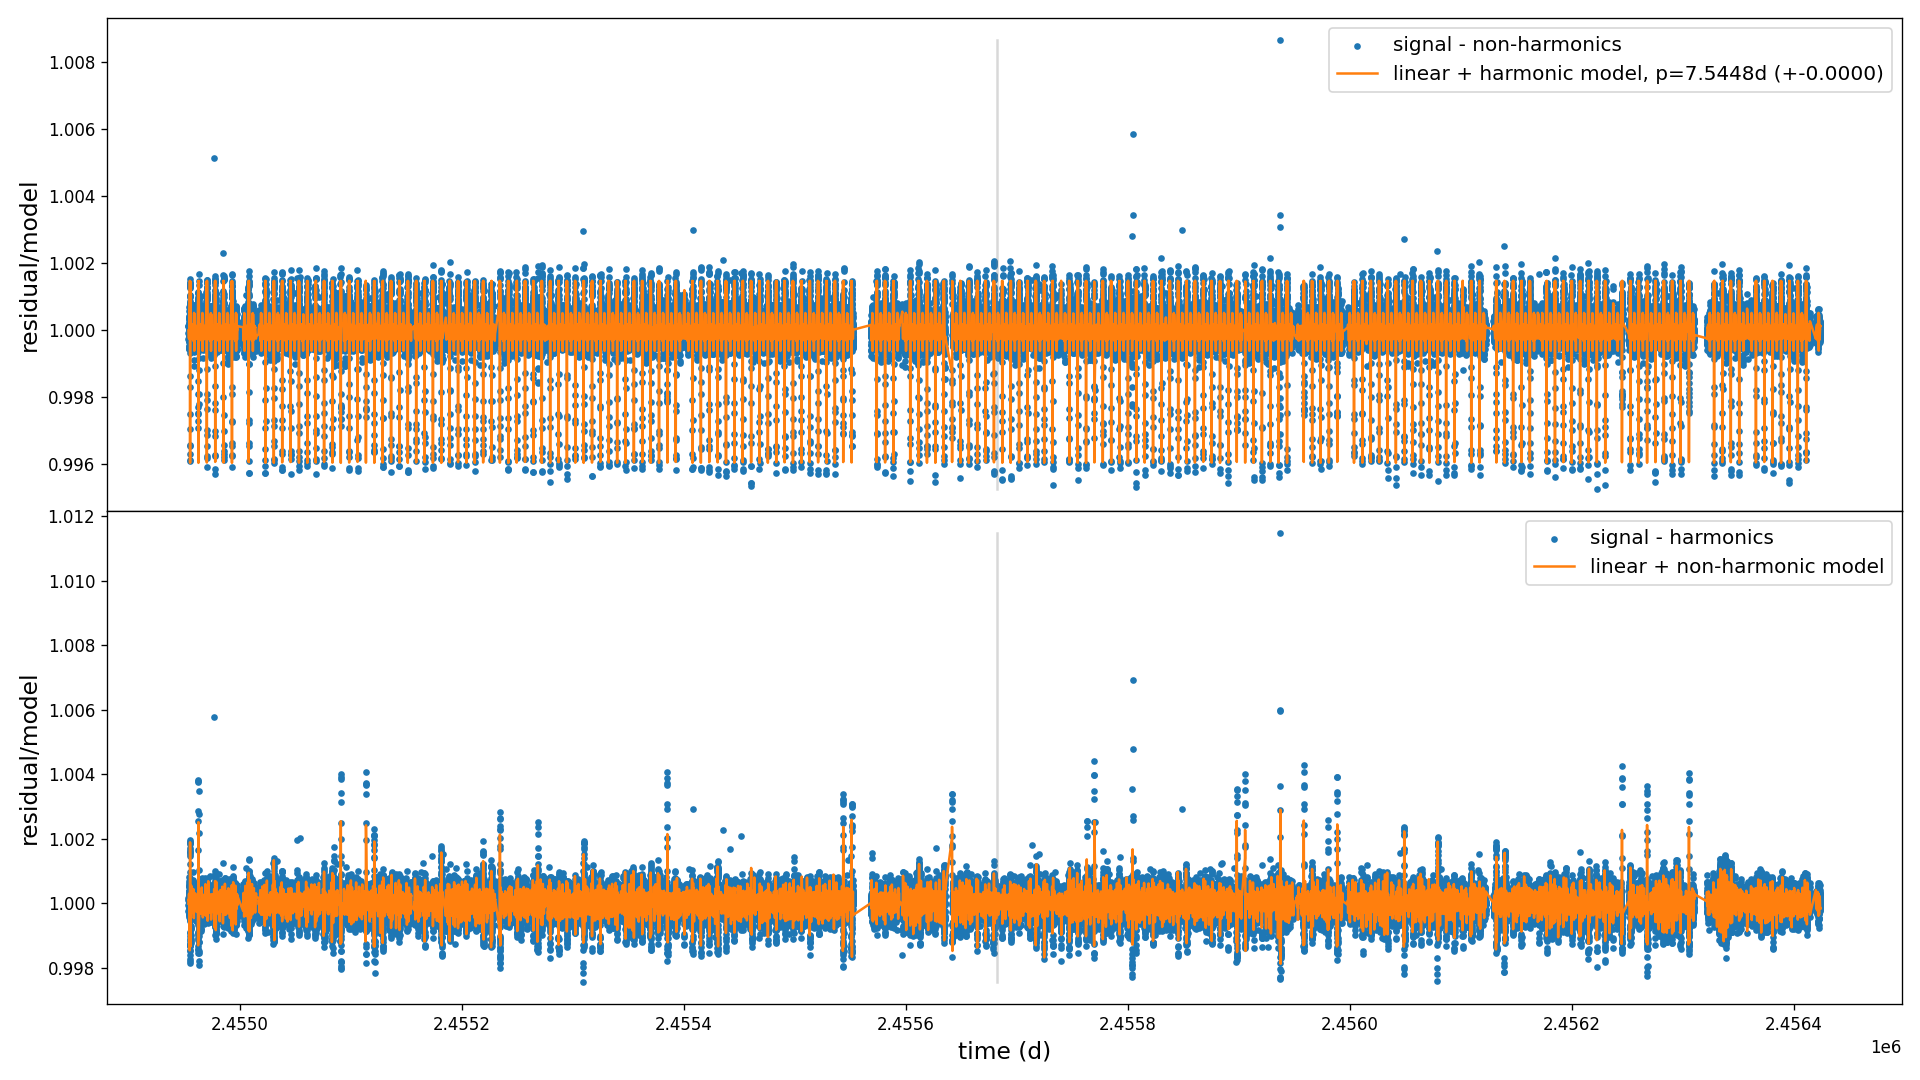 signal - non-harmonics
linear + harmonic model, p=7.5448d (+-0.0000)
residual/model
1.008
1.006
1.004
1.002
1.000
0.998
0.996
signal - harmonics
linear + non-harmonic model
residual/model
1.012
1.010
1.008
1.006
1.004
1.002
1.000
0.998
2.4550
2.4552
2.4554
2.4556
2.4558
2.4560
2.4562
2.4564
1e6
time (d)